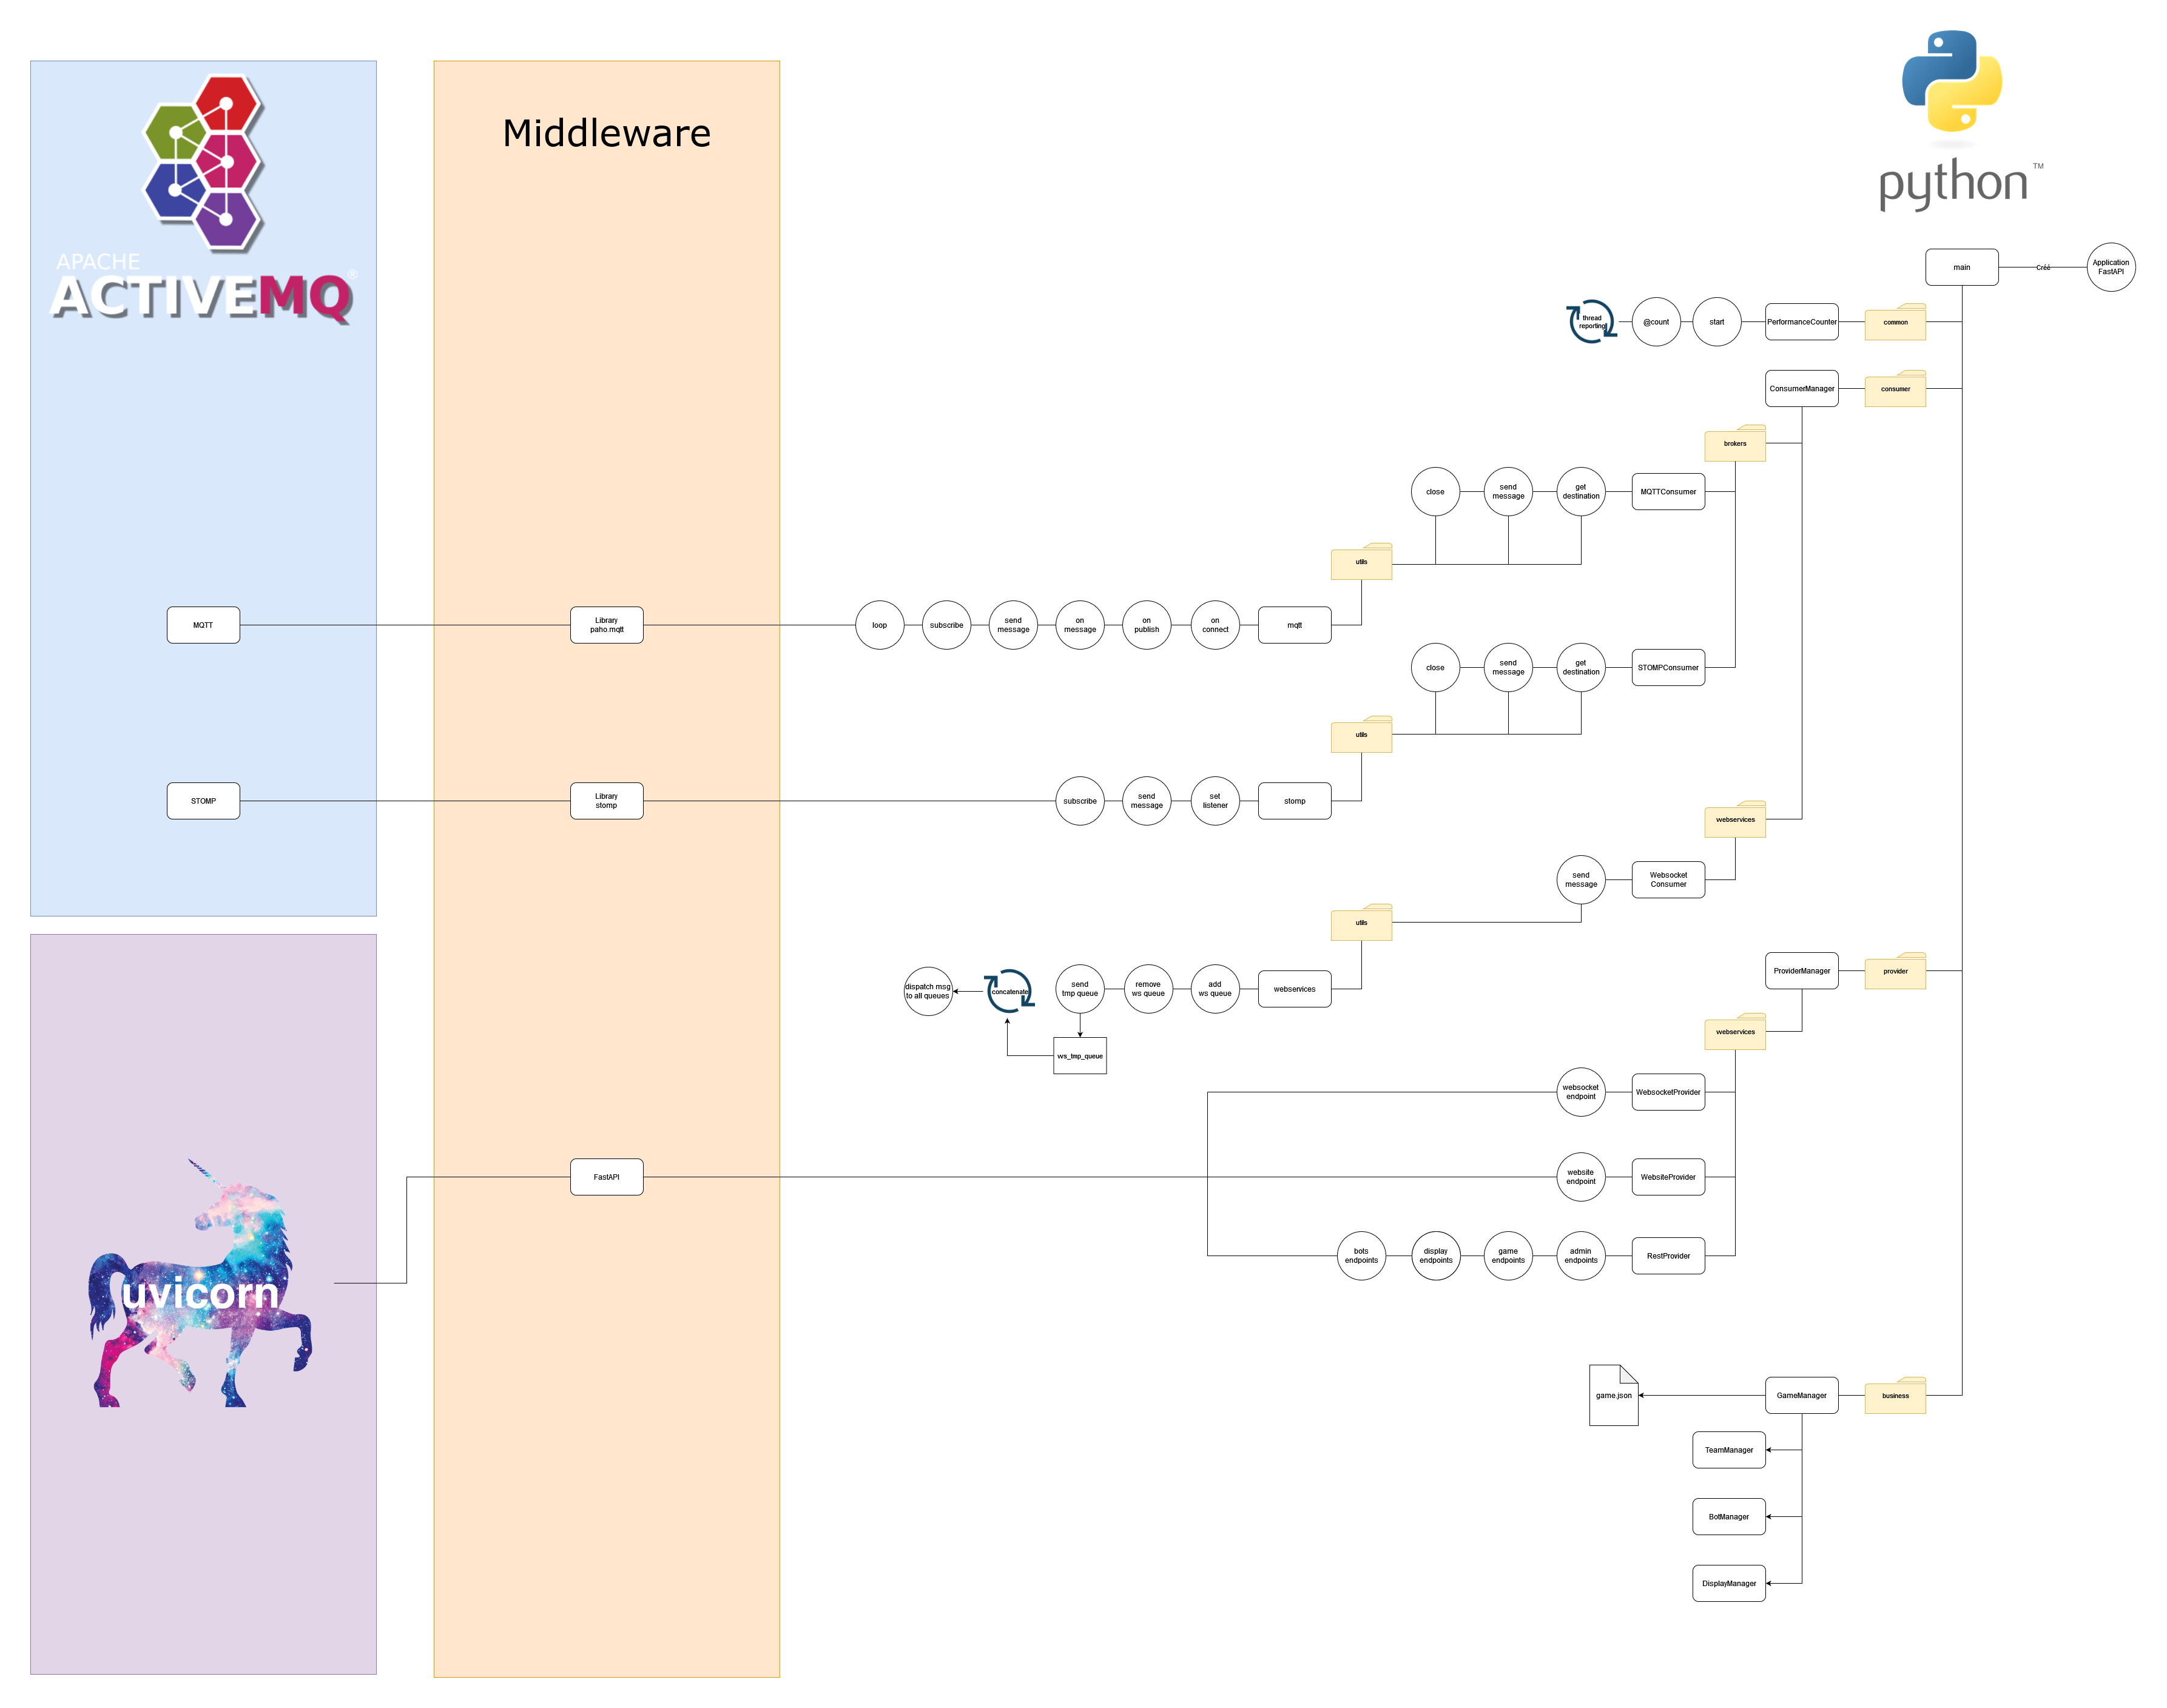 APACHE
ACTIVEMQ®
Middleware
python™
main
Créé
Application
FastAPI
thread
reporting
@count
start
PerformanceCounter
common
ConsumerManager
consumer
brokers
close
send
message
get
destination
MQTTConsumer
utils
MQTT
Library
paho.mqtt
loop
subscribe
send
message
on
message
on
publish
on
connect
mqtt
close
send
message
get
destination
STOMPConsumer
utils
STOMP
Library
stomp
subscribe
send
message
set
listener
stomp
webservices
send
message
Websocket
Consumer
utils
dispatch msg
to all queues
concatenate
send
tmp queue
remove
ws queue
add
ws queue
webservices
ws_tmp_queue
ProviderManager
provider
webservices
websocket
endpoint
WebsocketProvider
FastAPI
website
endpoint
WebsiteProvider
bots
endpoints
display
endpoints
game
endpoints
admin
endpoints
RestProvider
uvicorn
game.json
GameManager
business
TeamManager
BotManager
DisplayManager